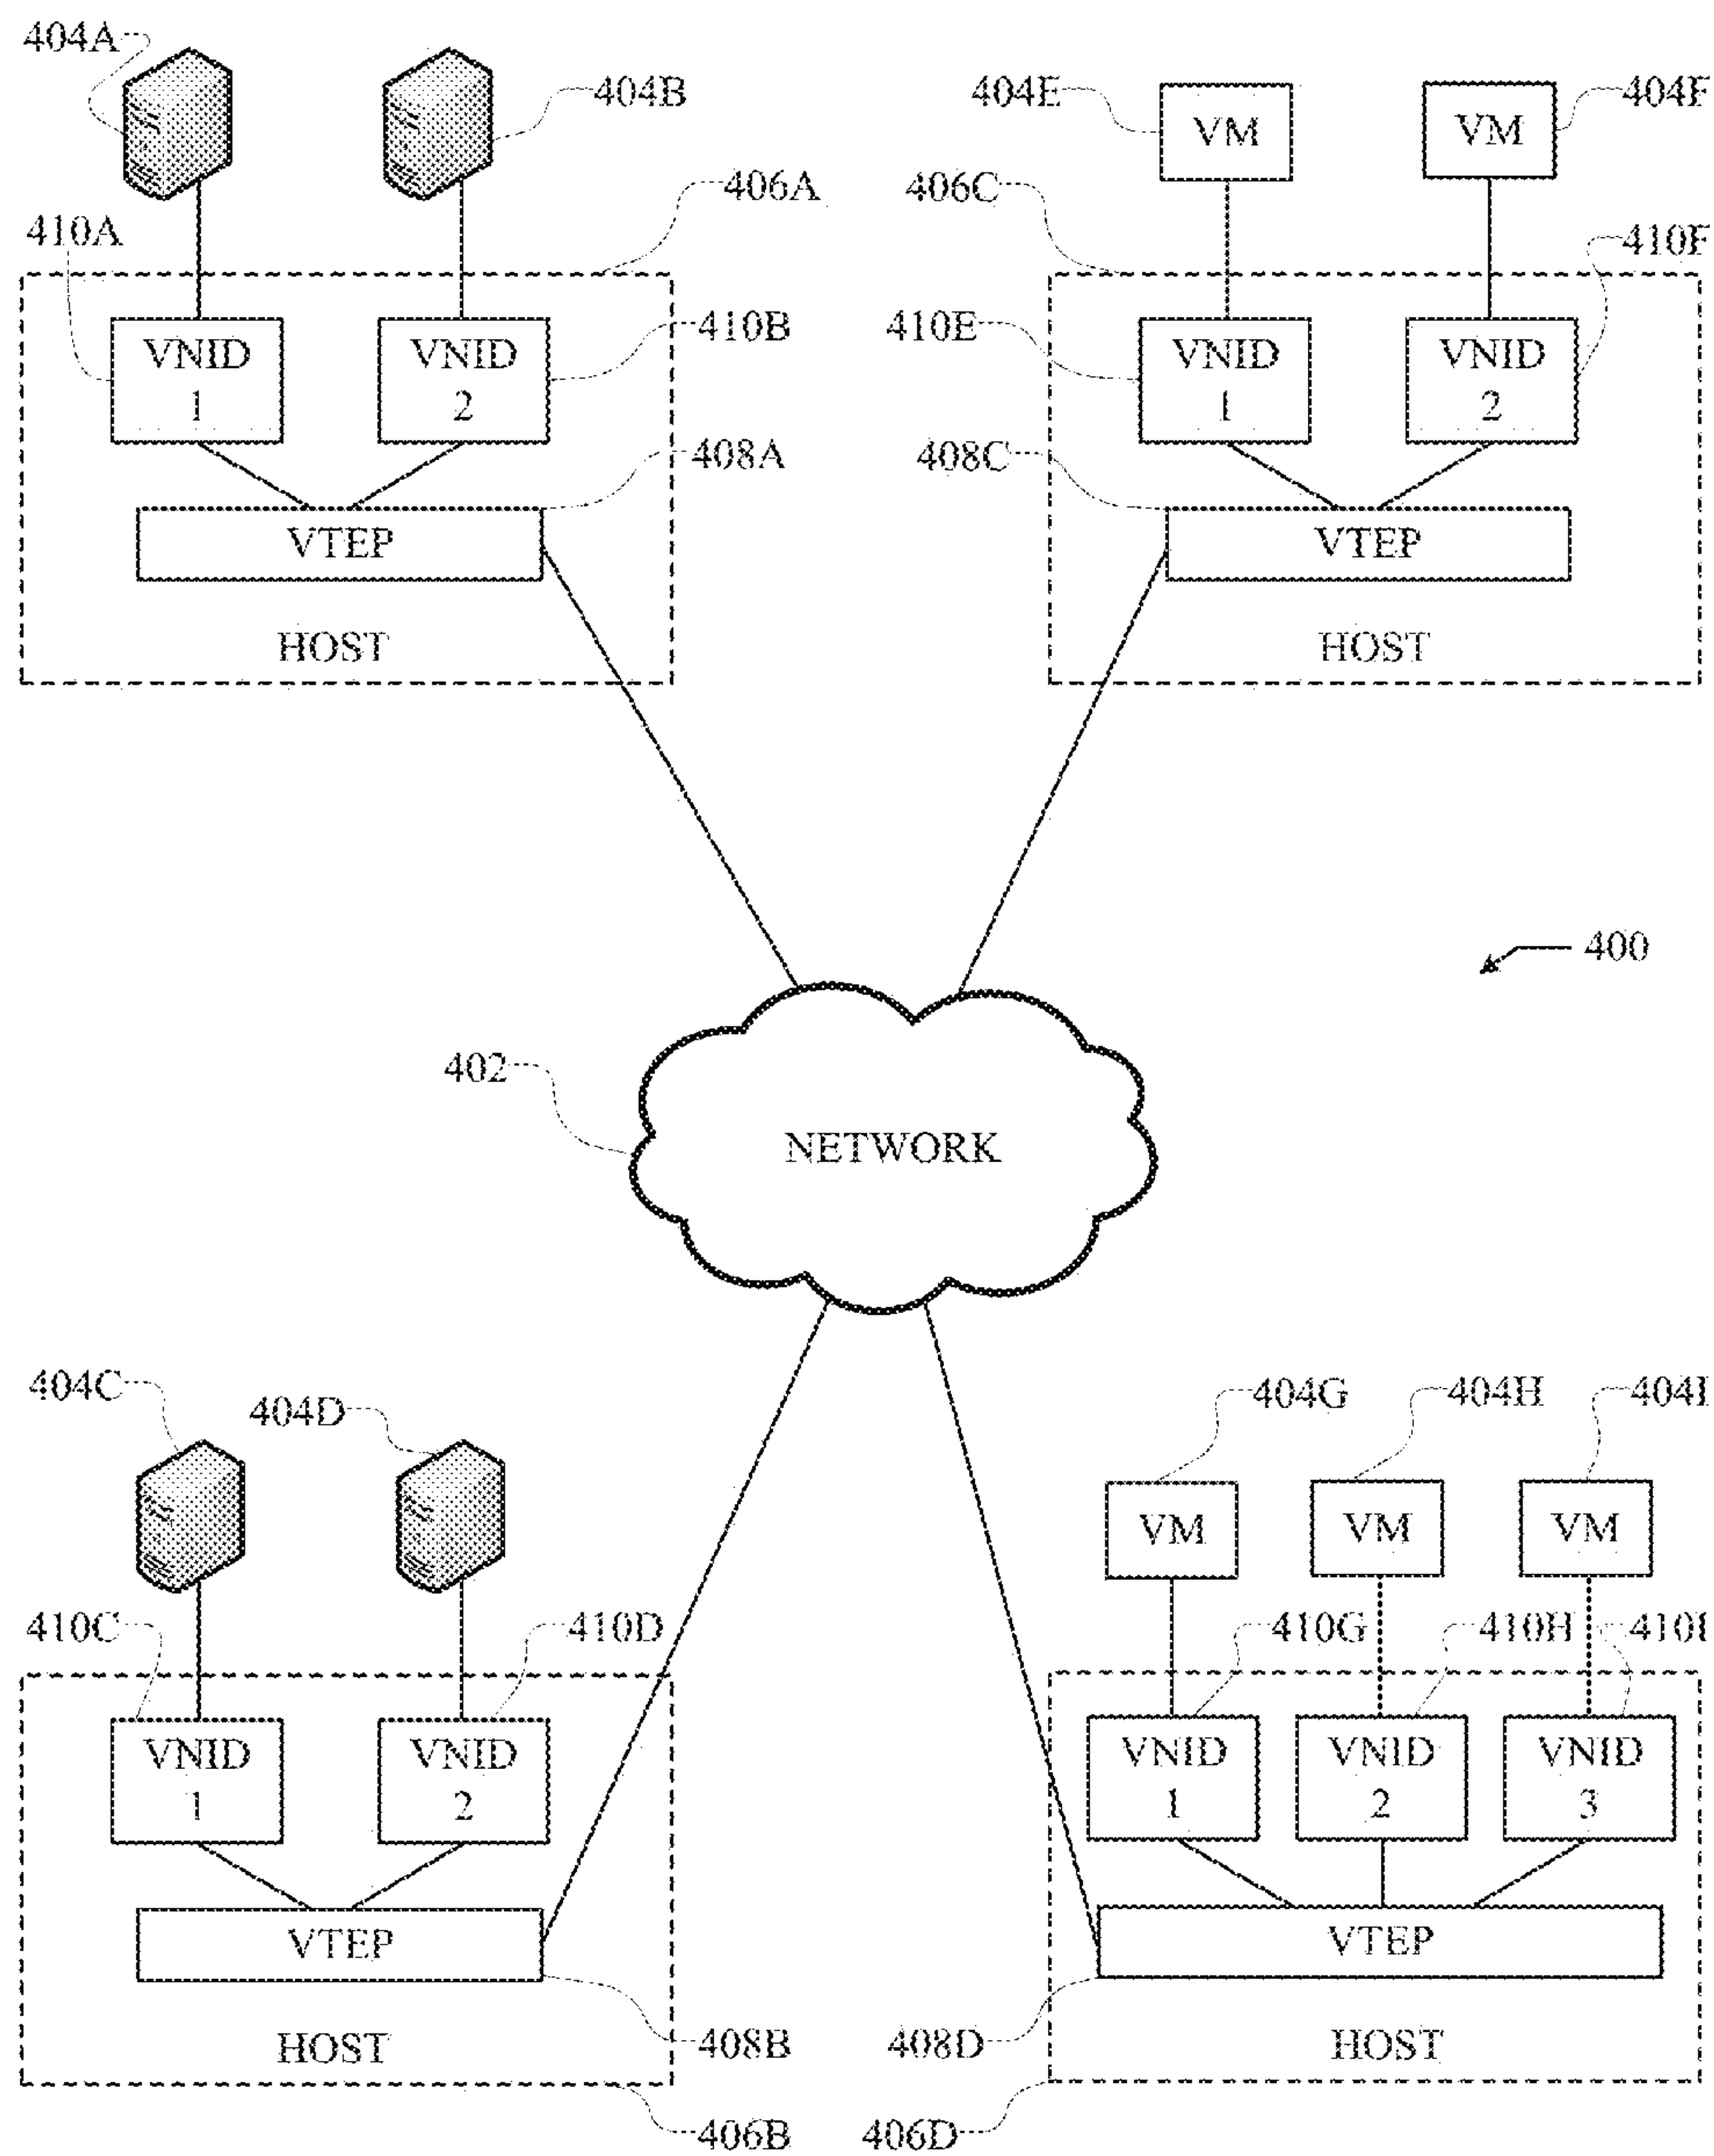 404A
404B
404E
VM
VM
404F
406A
406C
410A
410F
VNID
1
VNID
2
410B
410E
VNID
1
VNID
2
408A
408C
VTEP
VTEP
HOST
HOST
400
402
NETWORK
404C
404D
404G
404H
404I
VM
VM
VM
410C
410D
410G
410H
410I
VNID
1
VNID
2
VNID
1
VNID
2
VNID
3
VTEP
VTEP
HOST
408B
408D
HOST
406B
406D